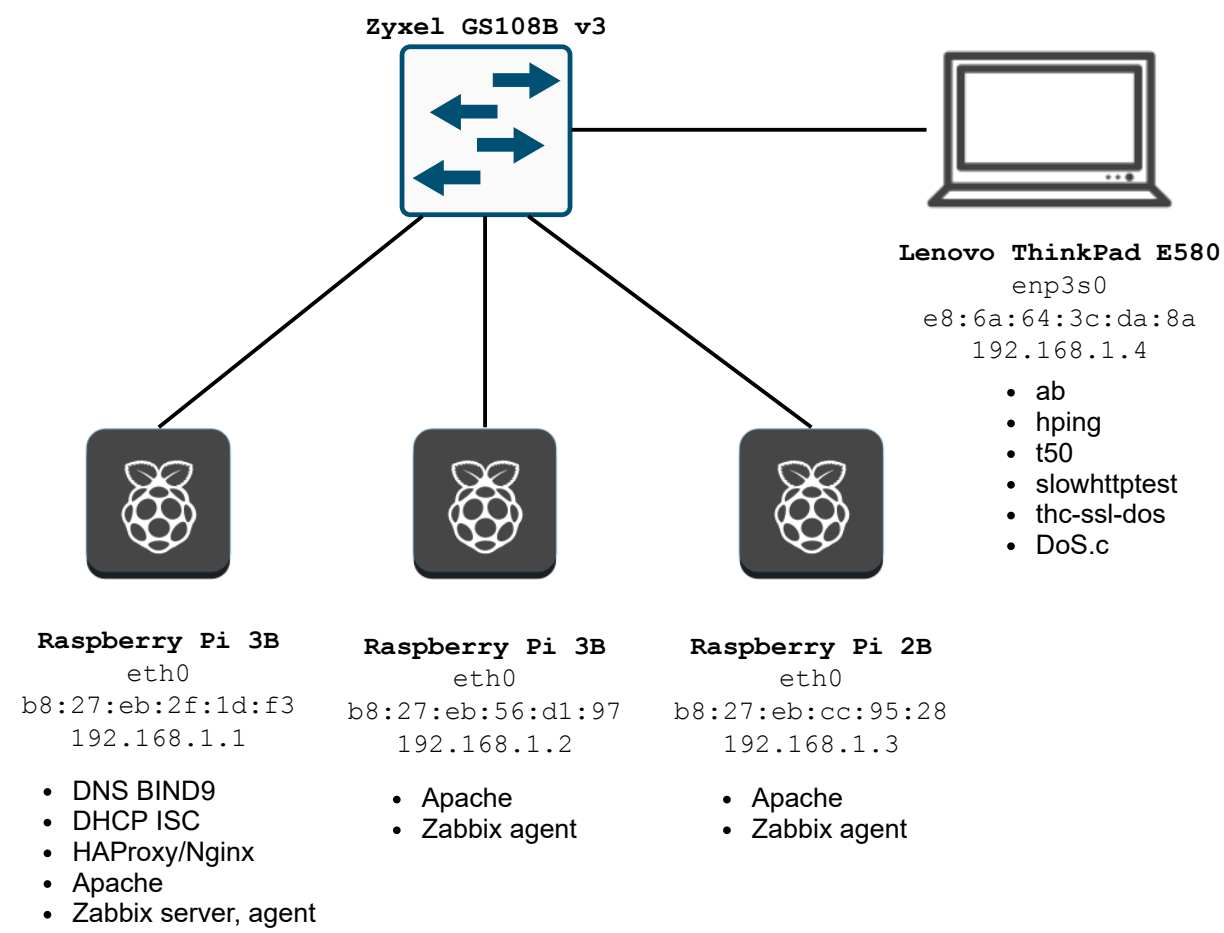 Zyxel GS108B v3
Lenovo ThinkPad E580
enp3s0
e8:6a:64:3c:da:8a
192.168.1.4
• ab
• hping
• t50
• slowhttptest
• thc-ssl-dos
• DoS.c
Raspberry Pi 3B
eth0
b8:27:eb:2f:1d:f3
192.168.1.1
• DNS BIND9
• DHCP ISC
• HAProxy/Nginx
• Apache
• Zabbix server, agent
Raspberry Pi 3B
eth0
b8:27:eb:56:d1:97
192.168.1.2
• Apache
• Zabbix agent
Raspberry Pi 2B
eth0
b8:27:eb:cc:95:28
192.168.1.3
• Apache
• Zabbix agent